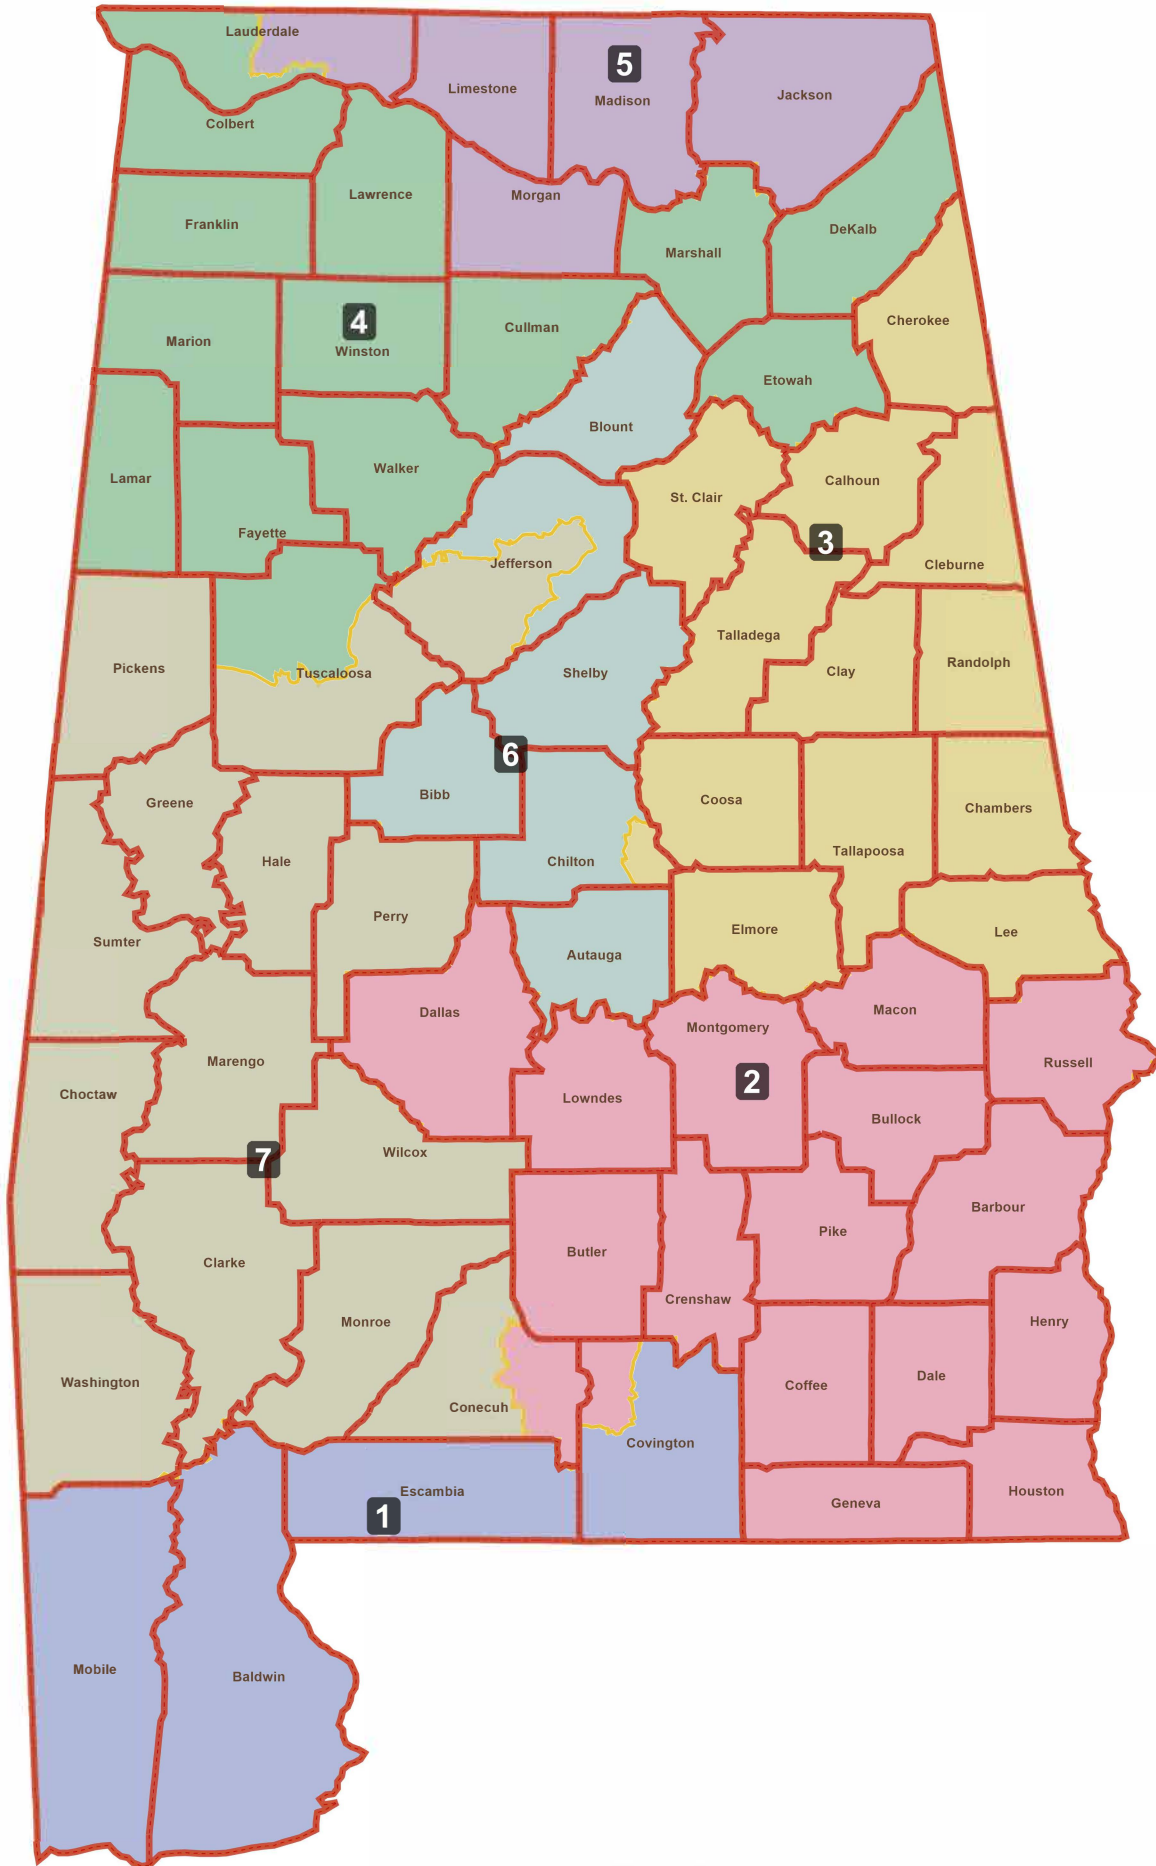 Lauderdale
5
Limestone
Madison
Jackson
Colbert
Lawrence
Morgan
Franklin
DeKalb
Marshall
4
Cherokee
Cullman
Marion
Winston
Etowah
Blount
Walker
Lamar
Calhoun
St. Clair
Fayette
3
Jefferson
Cleburne
Talladega
Pickens
Tuscaloosa
Shelby
Clay
Randolph
6
Bibb
Coosa
Greene
Chambers
Hale
Chilton
Tallapoosa
Perry
Elmore
Lee
Sumter
Autauga
Dallas
Macon
Montgomery
Marengo
Russell
2
Choctaw
Lowndes
Bullock
7
Wilcox
Barbour
Pike
Butler
Clarke
Crenshaw
Monroe
Henry
Washington
Coffee
Dale
Conecuh
Covington
Escambia
Houston
1
Geneva
Mobile
Baldwin